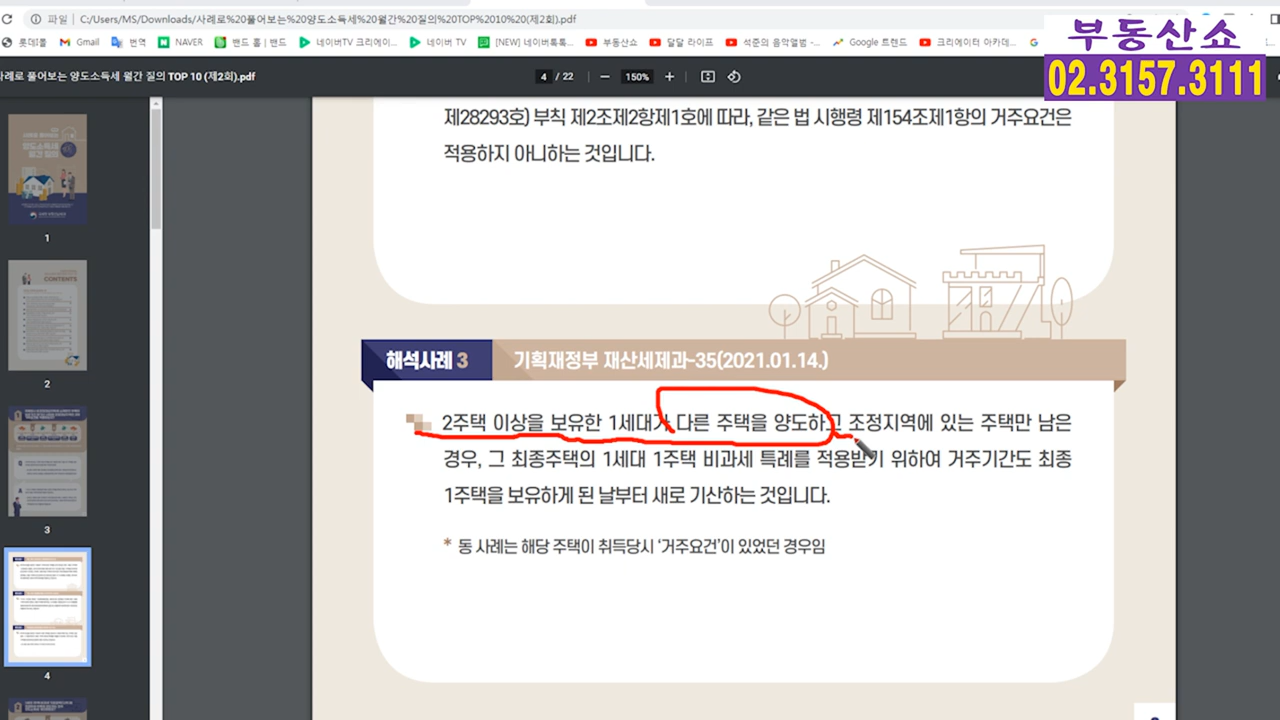 파일 | C:/Users/MS/Downloads/사례로%20풀어보는%20양도소득세%20월간%20질의%20TOP%2010%20(제2회).pdf
부동산쇼
02.3157.3111
롯데I몰 Gmail 번역 NAVER 밴드 홈 | 밴드 네이버TV 크리에이... 네이버 TV [NEW] 네이버톡톡... 부동산쇼 달달 라이프 석준의 음악앨범 -... Google 트렌드 크리에이터 아카데...
사례로 풀어보는 양도소득세 월간 질의 TOP 10 (제2회).pdf
4 / 22 — 150% +
제28293호) 부칙 제2조제2항제1호에 따라, 같은 법 시행령 제154조제1항의 거주요건은
적용하지 아니하는 것입니다.
1
CONTENTS
2
3
4
해석사례 3 기획재정부 재산세제과-35(2021.01.14.)
2주택 이상을 보유한 1세대가 다른 주택을 양도하고 조정지역에 있는 주택만 남은
경우, 그 최종주택의 1세대 1주택 비과세 특례를 적용받기 위하여 거주기간도 최종
1주택을 보유하게 된 날부터 새로 기산하는 것입니다.
* 동 사례는 해당 주택이 취득당시 '거주요건'이 있었던 경우임